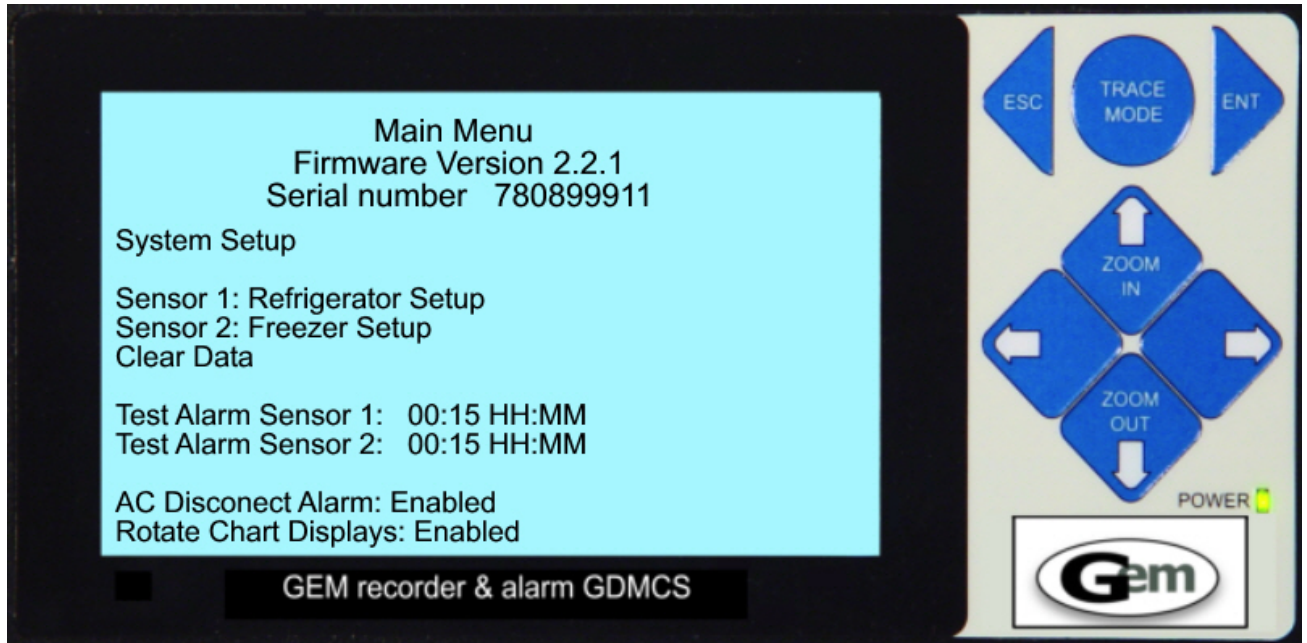 Main Menu
Firmware Version 2.2.1
Serial number 780899911
System Setup
Sensor 1: Refrigerator Setup
Sensor 2: Freezer Setup
Clear Data
Test Alarm Sensor 1: 00:15 HH:MM
Test Alarm Sensor 2: 00:15 HH:MM
AC Disconect Alarm: Enabled
Rotate Chart Displays: Enabled
GEM recorder & alarm GDMCS
ESC
TRACE
MODE
ENT
ZOOM
IN
ZOOM
OUT
POWER
Gem